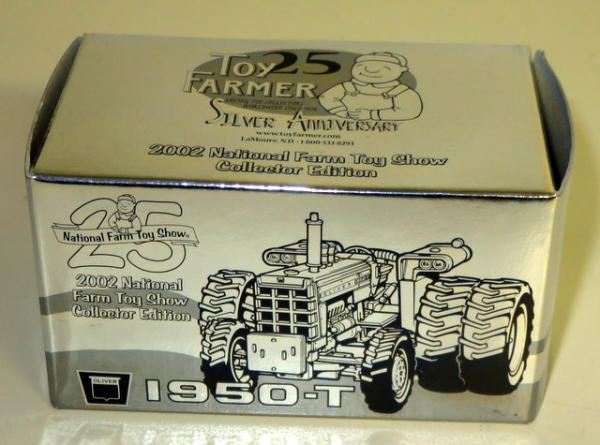 TOY 25
FARMER
SILVER ANNIVERSARY
www.toyfarmer.com
LaMoure, N.D. · 1-800-533-8293
2002 National Farm Toy Show
Collector Edition
25
National Farm Toy Show®
2002 National
Farm Toy Show
Collector Edition
OLIVER
OLIVER
1950-T